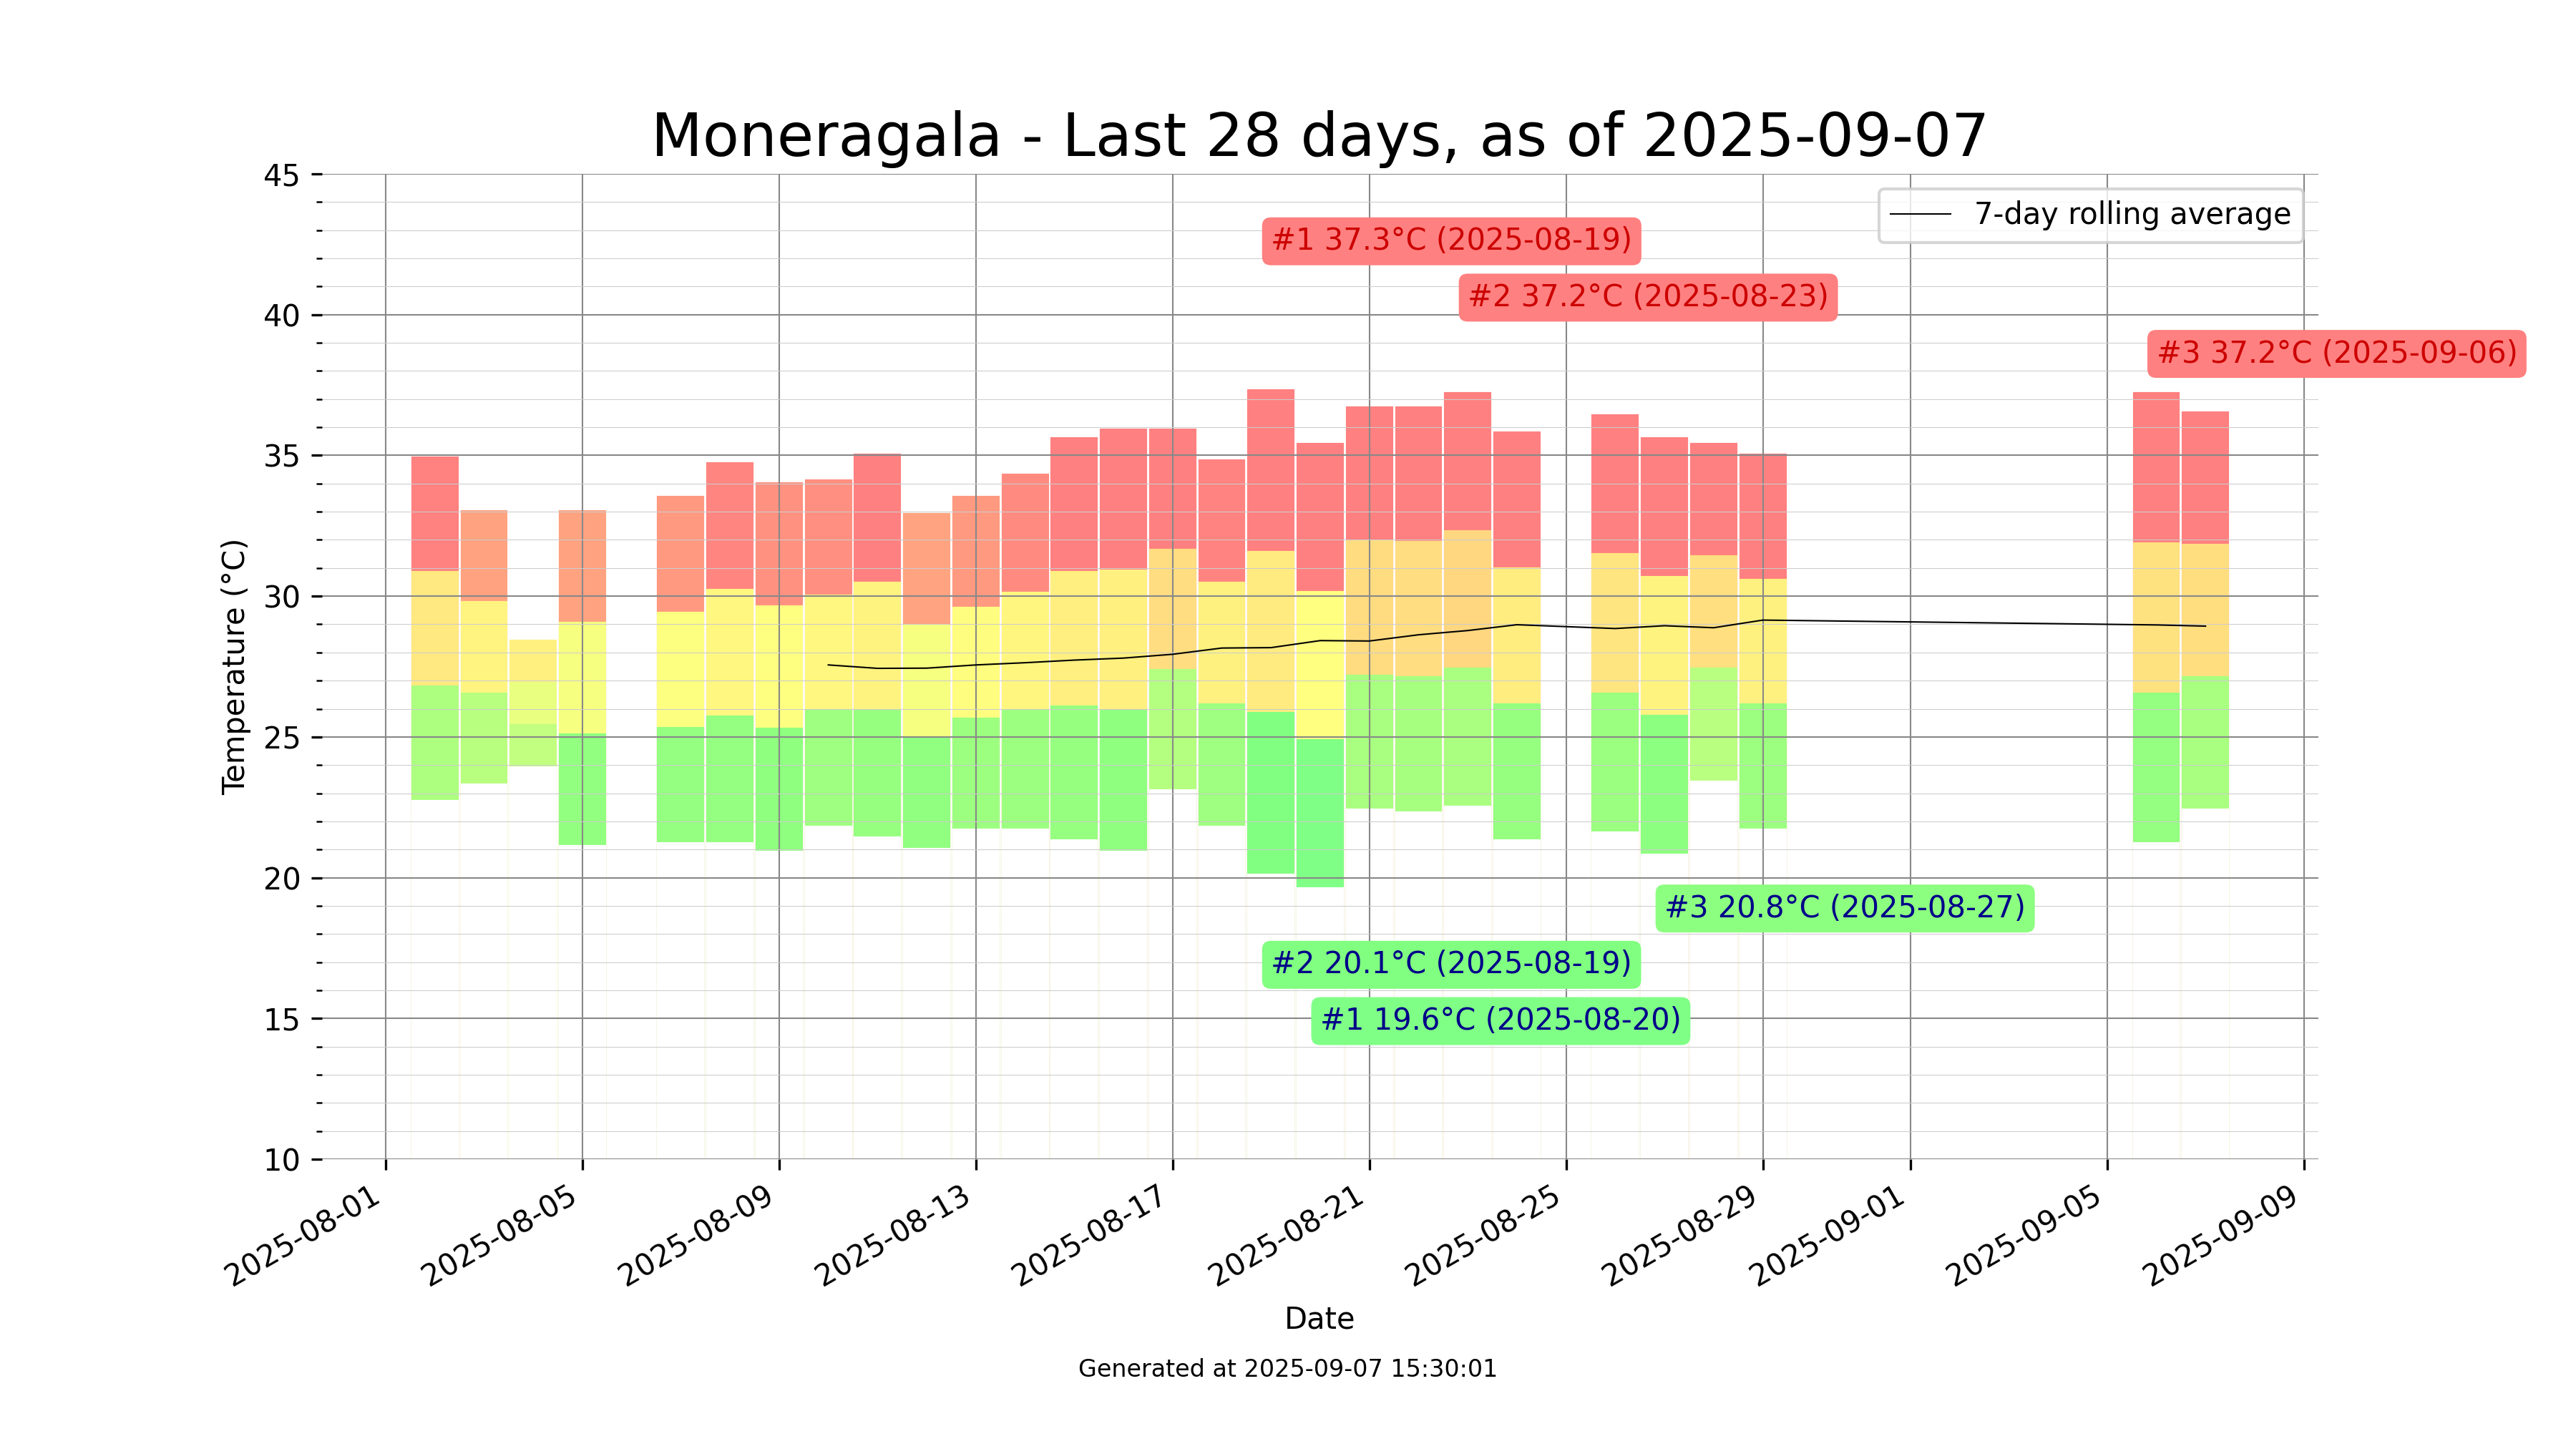 Moneragala - Last 28 days, as of 2025-09-07
7-day rolling average
#1 37.3°C (2025-08-19)
#2 37.2°C (2025-08-23)
#3 37.2°C (2025-09-06)
45
40
35
30
25
20
15
10
Temperature (°C)
#3 20.8°C (2025-08-27)
#2 20.1°C (2025-08-19)
#1 19.6°C (2025-08-20)
2025-08-01
2025-08-05
2025-08-09
2025-08-13
2025-08-17
2025-08-21
2025-08-25
2025-08-29
2025-09-01
2025-09-05
2025-09-09
Date
Generated at 2025-09-07 15:30:01